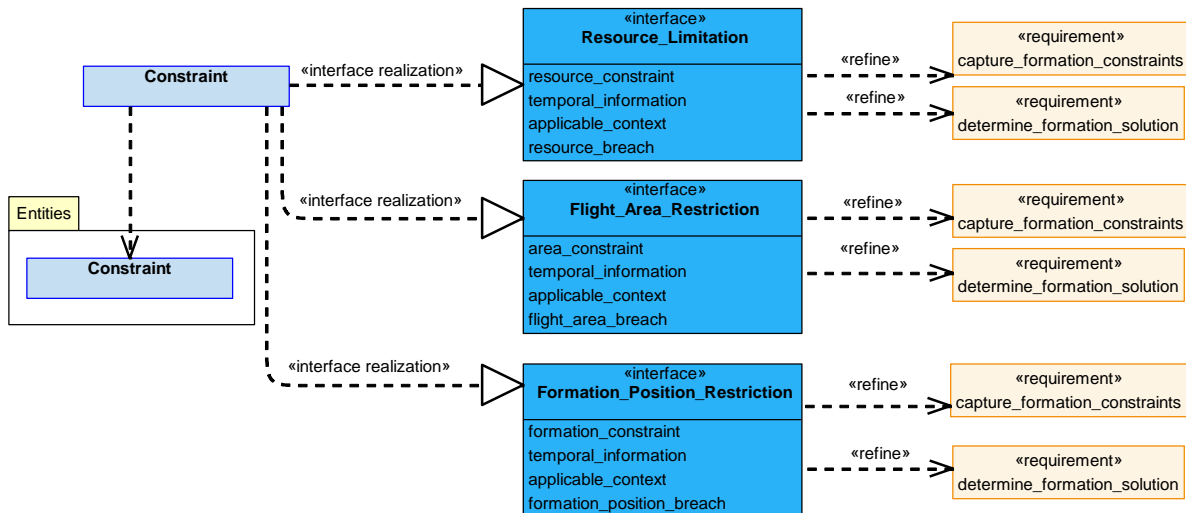 «interface»
Resource_Limitation
resource_constraint
temporal_information
applicable_context
resource_breach
«requirement»
capture_formation_constraints
«refine»
«requirement»
determine_formation_solution
«refine»
Constraint
«interface realization»
Entities
Constraint
«interface realization»
«interface»
Flight_Area_Restriction
area_constraint
temporal_information
applicable_context
flight_area_breach
«refine»
«requirement»
capture_formation_constraints
«refine»
«requirement»
determine_formation_solution
«interface realization»
«interface»
Formation_Position_Restriction
formation_constraint
temporal_information
applicable_context
formation_position_breach
«refine»
«requirement»
capture_formation_constraints
«refine»
«requirement»
determine_formation_solution